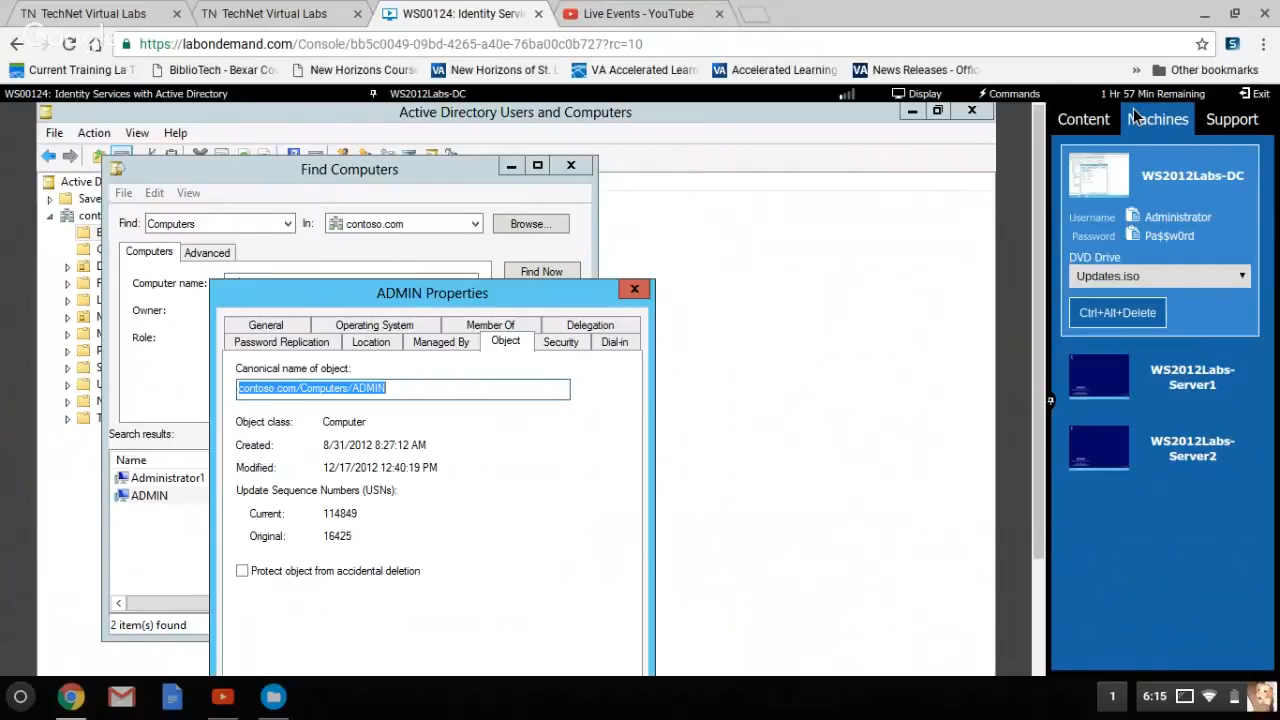 TN TechNet Virtual Labs
TN TechNet Virtual Labs
WS00124: Identity Servi
Live Events - YouTube
https://labondemand.com/Console/bb5c0049-09bd-4265-a40e-76ba00c0b727?rc=10
Current Training La
BiblioTech - Bexar Cou
New Horizons Course
VA New Horizons of St. L
VA Accelerated Learn
VA Accelerated Learning
VA News Releases - Offic
» Other bookmarks
WS00124: Identity Services with Active Directory
WS2012Labs-DC
Display
Commands
1 Hr 57 Min Remaining
Exit
Active Directory Users and Computers
File Action View Help
Active D
Save
cont
Find Computers
File Edit View
Find: Computers In: contoso.com Browse...
Computers Advanced
Computer name:
Owner:
Role:
Find Now
Search results:
Name
Administrator1
ADMIN
2 item(s) found
ADMIN Properties
General Operating System Member Of Delegation
Password Replication Location Managed By Object Security Dial-in
Canonical name of object:
contoso.com/Computers/ADMIN
Object class: Computer
Created: 8/31/2012 8:27:12 AM
Modified: 12/17/2012 12:40:19 PM
Update Sequence Numbers (USNs):
Current: 114849
Original: 16425
Protect object from accidental deletion
Content Machines Support
WS2012Labs-DC
Username Administrator
Password Pa$$w0rd
DVD Drive
Updates.iso
Ctrl+Alt+Delete
WS2012Labs-
Server1
WS2012Labs-
Server2
1 6:15